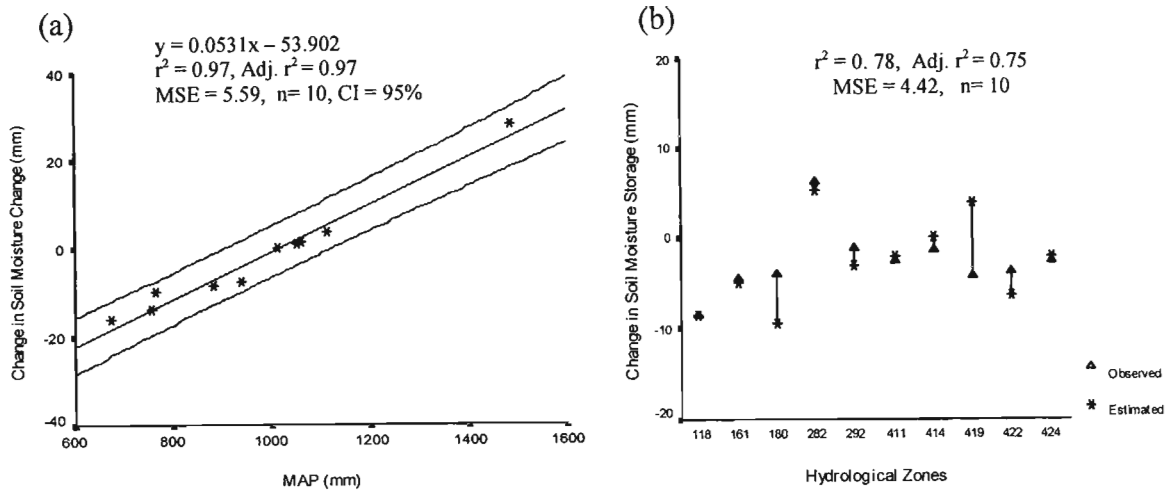 (a)
y = 0.0531x – 53.902
r² = 0.97, Adj. r² = 0.97
MSE = 5.59, n= 10, CI = 95%
Change in Soil Moisture Change (mm)
40
20
0
-20
-40
600 800 1000 1200 1400 1600
MAP (mm)
(b)
r² = 0. 78, Adj. r² = 0.75
MSE = 4.42, n= 10
Change in Soil Moisture Storage (mm)
20
10
0
-10
-20
118 161 180 282 292 411 414 419 422 424
Hydrological Zones
Observed
Estimated